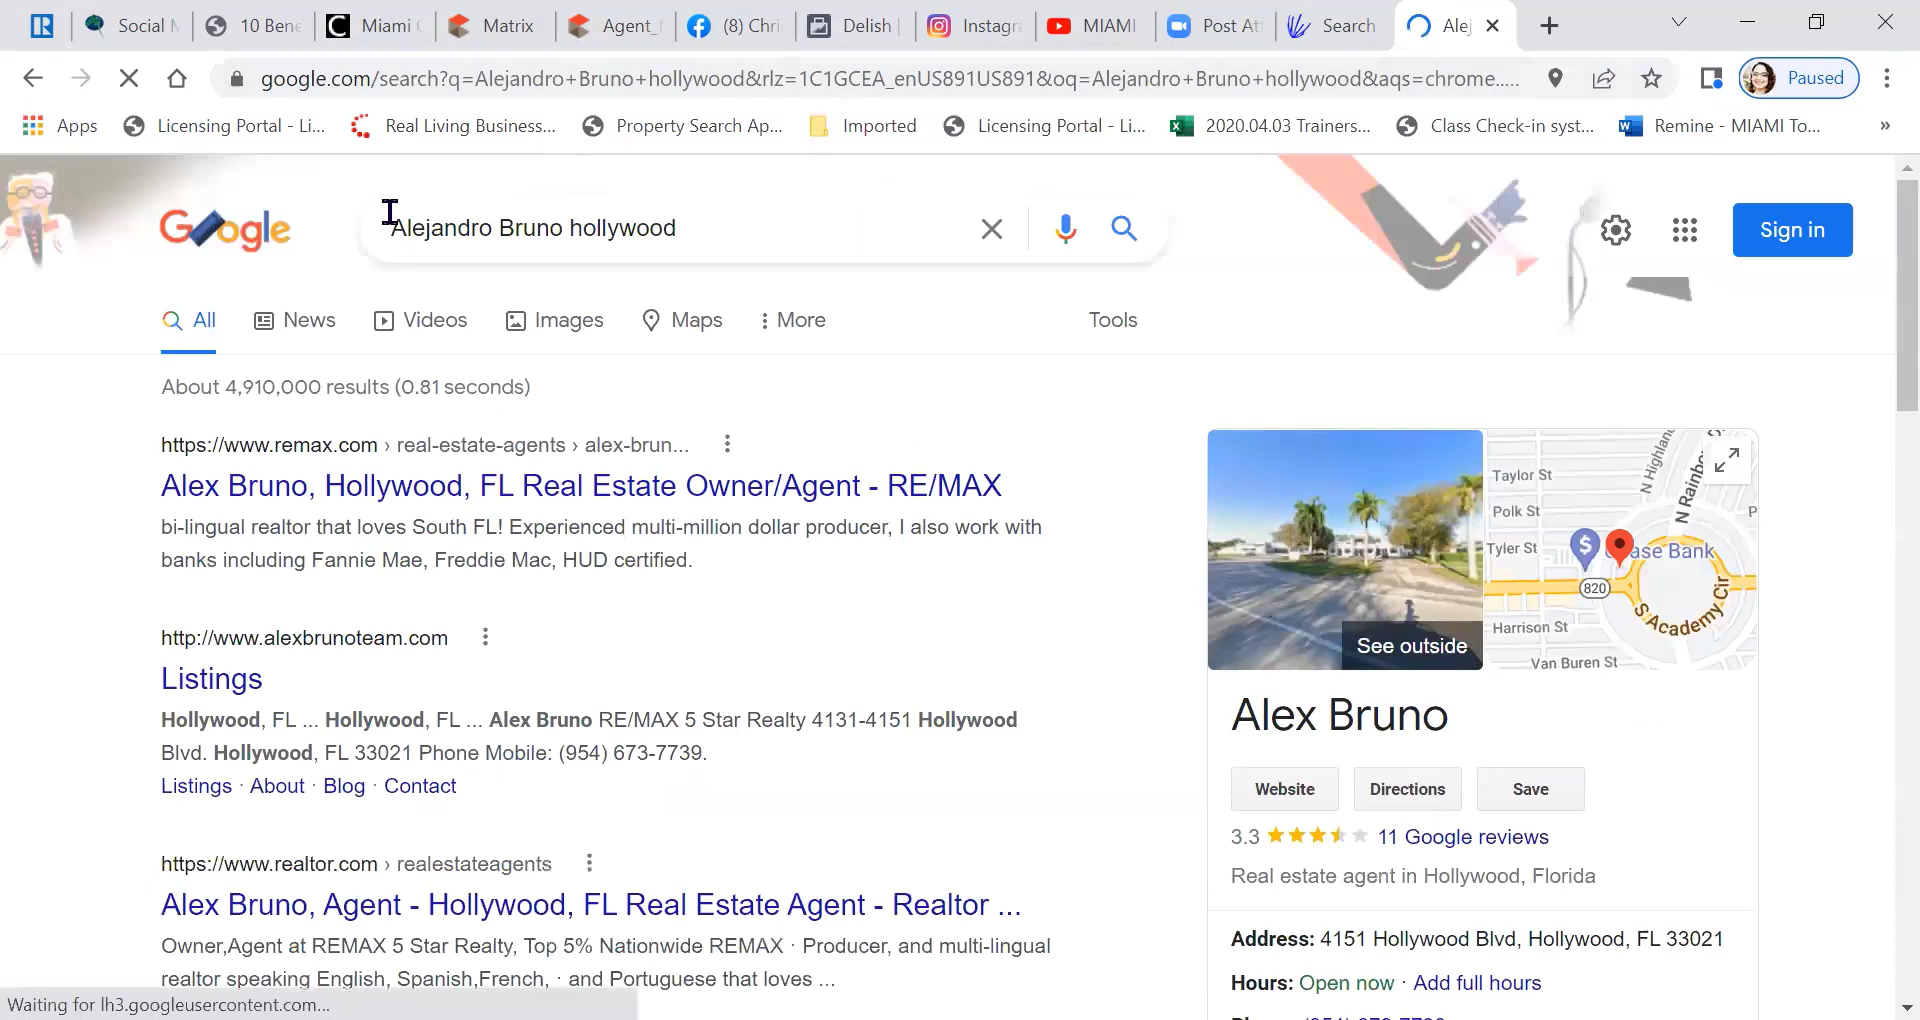 Social M
10 Bene
Miami C
Matrix
Agent_I
(8) Chri
Delish |
Instagra
MIAMI
Post At
Search
Alej
google.com/search?q=Alejandro+Bruno+hollywood&rlz=1C1GCEA_enUS891US891&oq=Alejandro+Bruno+hollywood&aqs=chrome.....
Paused
Apps
Licensing Portal - Li...
Real Living Business...
Property Search Ap...
Imported
Licensing Portal - Li...
2020.04.03 Trainers...
Class Check-in syst...
Remine - MIAMI To...
»
Google
Alejandro Bruno hollywood
Sign in
All
News
Videos
Images
Maps
More
Tools
About 4,910,000 results (0.81 seconds)
https://www.remax.com › real-estate-agents › alex-brun...
Alex Bruno, Hollywood, FL Real Estate Owner/Agent - RE/MAX
bi-lingual realtor that loves South FL! Experienced multi-million dollar producer, I also work with
banks including Fannie Mae, Freddie Mac, HUD certified.
http://www.alexbrunoteam.com
Listings
Hollywood, FL ... Hollywood, FL ... Alex Bruno RE/MAX 5 Star Realty 4131-4151 Hollywood
Blvd. Hollywood, FL 33021 Phone Mobile: (954) 673-7739.
Listings · About · Blog · Contact
https://www.realtor.com › realestateagents
Alex Bruno, Agent - Hollywood, FL Real Estate Agent - Realtor ...
Owner,Agent at REMAX 5 Star Realty, Top 5% Nationwide REMAX · Producer, and multi-lingual
realtor speaking English, Spanish,French, · and Portuguese that loves ...
Waiting for lh3.googleusercontent.com...
See outside
Taylor St
Polk St
Tyler St
N Highland
N Rainbo
P
$
ase Bank
820
S Academy Cir
Harrison St
Van Buren St
Alex Bruno
Website
Directions
Save
3.3
11 Google reviews
Real estate agent in Hollywood, Florida
Address: 4151 Hollywood Blvd, Hollywood, FL 33021
Hours: Open now · Add full hours